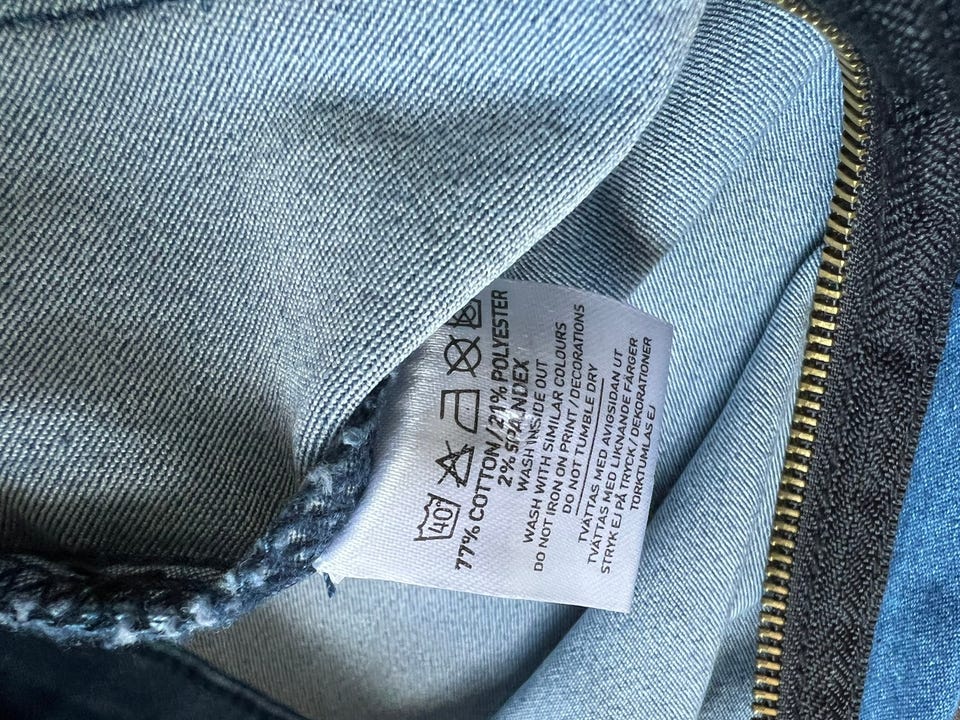 40°
77% COTTON/21% POLYESTER
2% SPANDEX
WASH INSIDE OUT
WASH WITH SIMILAR COLOURS
DO NOT IRON ON PRINT/DECORATIONS
DO NOT TUMBLE DRY
TVÄTTAS MED AVIGSIDAN UT
TVÄTTAS MED LIKNANDE FÄRGER
STRYK EJ PÅ TRYCK/DEKORATIONER
TORKTUMLAS EJ